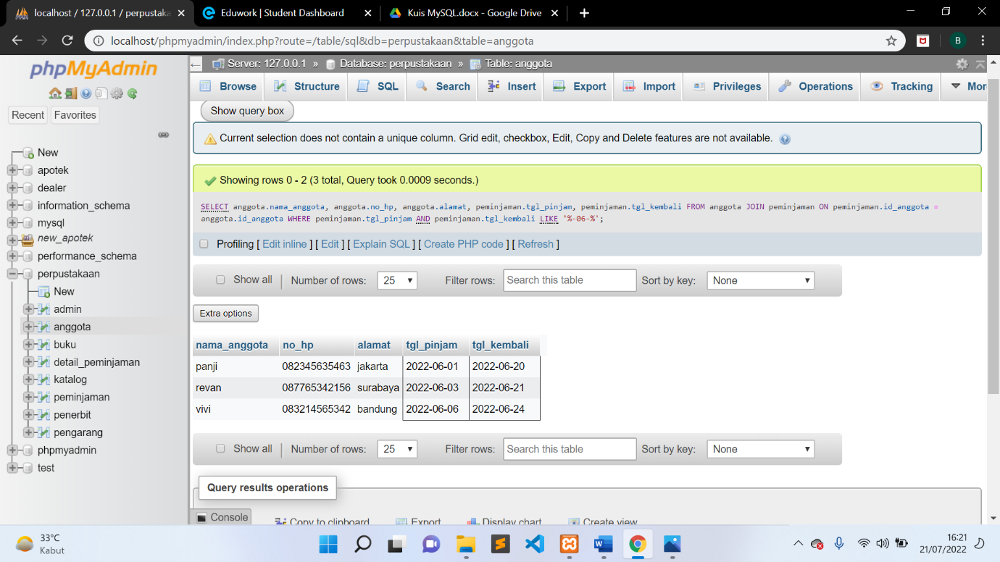 localhost / 127.0.0.1 / perpustaka
Eduwork | Student Dashboard
Kuis MySQL.docx - Google Drive
localhost/phpmyadmin/index.php?route=/table/sql&db=perpustakaan&table=anggota
B
phpMyAdmin
Recent
Favorites
New
apotek
dealer
information_schema
mysql
new_apotek
performance_schema
perpustakaan
New
admin
anggota
buku
detail_peminjaman
katalog
peminjaman
penerbit
pengarang
phpmyadmin
test
Server: 127.0.0.1 » Database: perpustakaan » Table: anggota
Browse Structure SQL Search Insert Export Import Privileges Operations Tracking Mor
Show query box
Current selection does not contain a unique column. Grid edit, checkbox, Edit, Copy and Delete features are not available.
Showing rows 0 - 2 (3 total, Query took 0.0009 seconds.)
SELECT anggota.nama_anggota, anggota.no_hp, anggota.alamat, peminjaman.tgl_pinjam, peminjaman.tgl_kembali FROM anggota JOIN peminjaman ON peminjaman.id_anggota =
anggota.id_anggota WHERE peminjaman.tgl_pinjam AND peminjaman.tgl_kembali LIKE '%-06-%';
Profiling [ Edit inline ] [ Edit ] [ Explain SQL ] [ Create PHP code ] [ Refresh ]
Show all Number of rows: 25 Filter rows: Search this table Sort by key: None
Extra options
nama_anggota no_hp alamat tgl_pinjam tgl_kembali
panji 082345635463 jakarta 2022-06-01 2022-06-20
revan 087765342156 surabaya 2022-06-03 2022-06-21
vivi 083214565342 bandung 2022-06-06 2022-06-24
Show all Number of rows: 25 Filter rows: Search this table Sort by key: None
Query results operations
Console
Copy to clipboard Export Display chart Create view
33°C
Kabut
16:21
21/07/2022